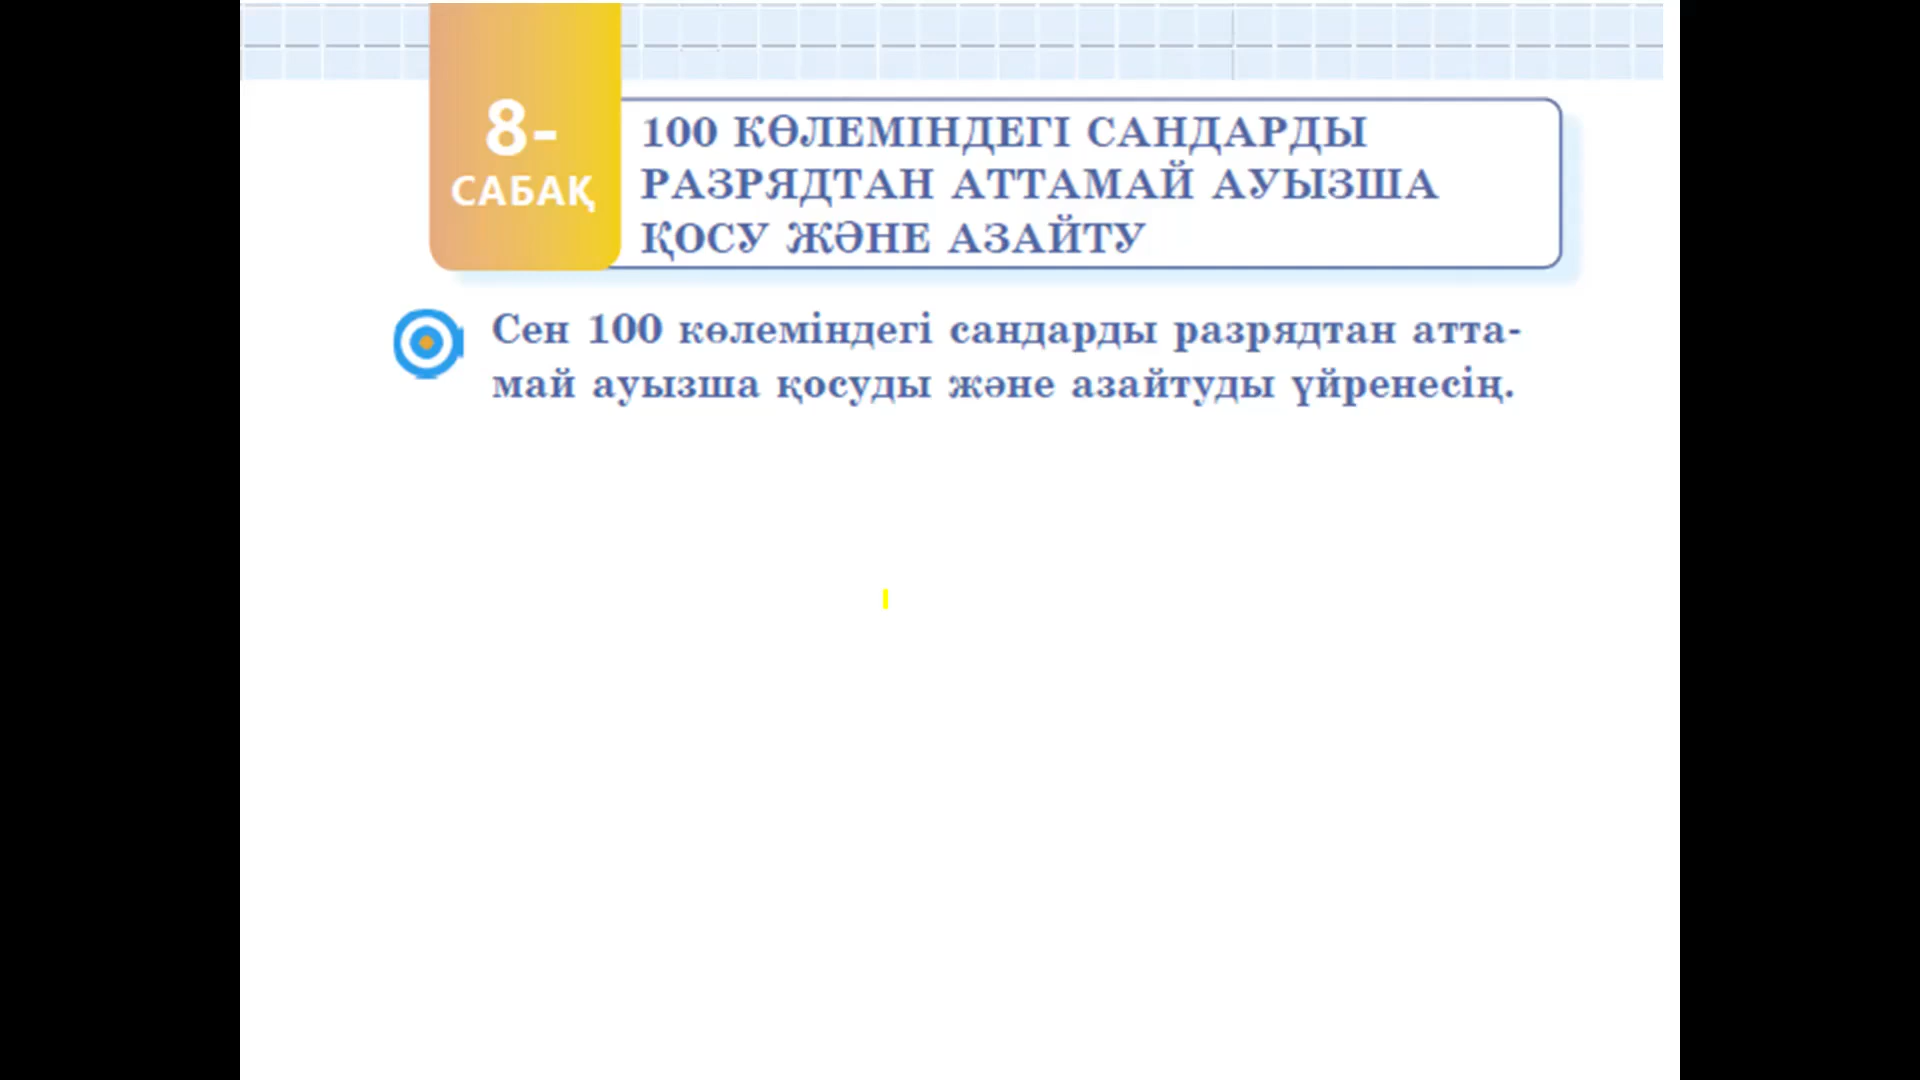 8-
САБАҚ
100 КӨЛЕМІНДЕГІ САНДАРДЫ
РАЗРЯДТАН АТТАМАЙ АУЫЗША
ҚОСУ ЖӘНЕ АЗАЙТУ
Сен 100 көлеміндегі сандарды разрядтан атта-
май ауызша қосуды және азайтуды үйренесің.